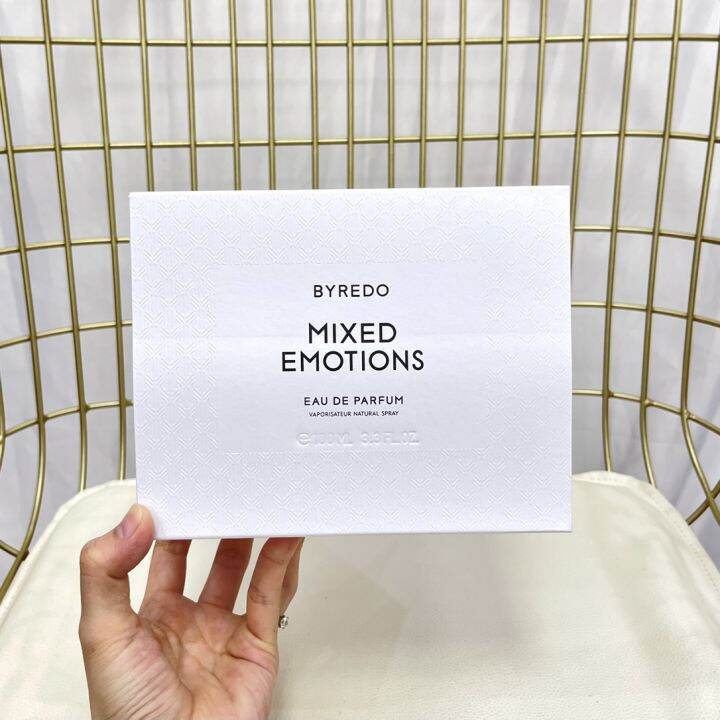 BYREDO
MIXED
EMOTIONS
EAU DE PARFUM
VAPORISATEUR NATURAL SPRAY
℮100ML 3.3FL.OZ.